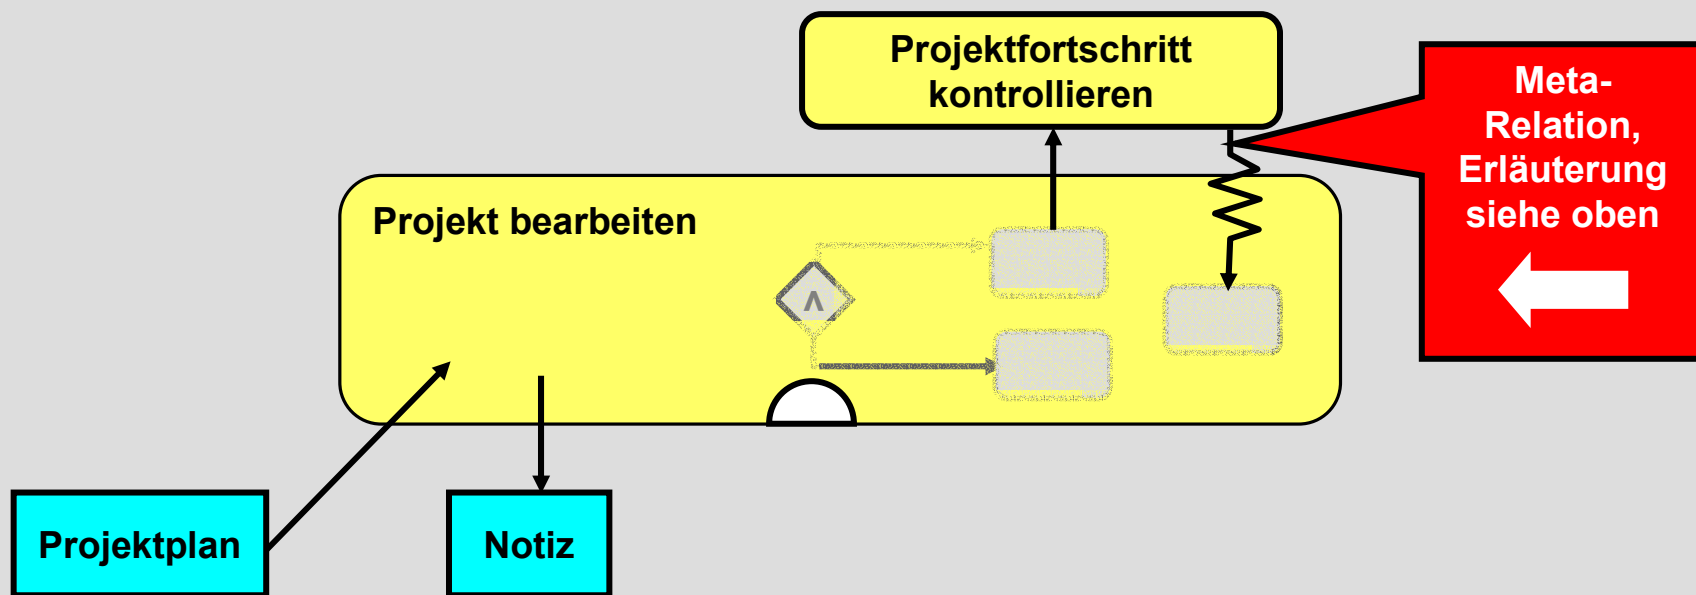 Projektfortschritt
kontrollieren
Meta-
Relation,
Erläuterung
siehe oben
Projekt bearbeiten
∧
Projektplan
Notiz